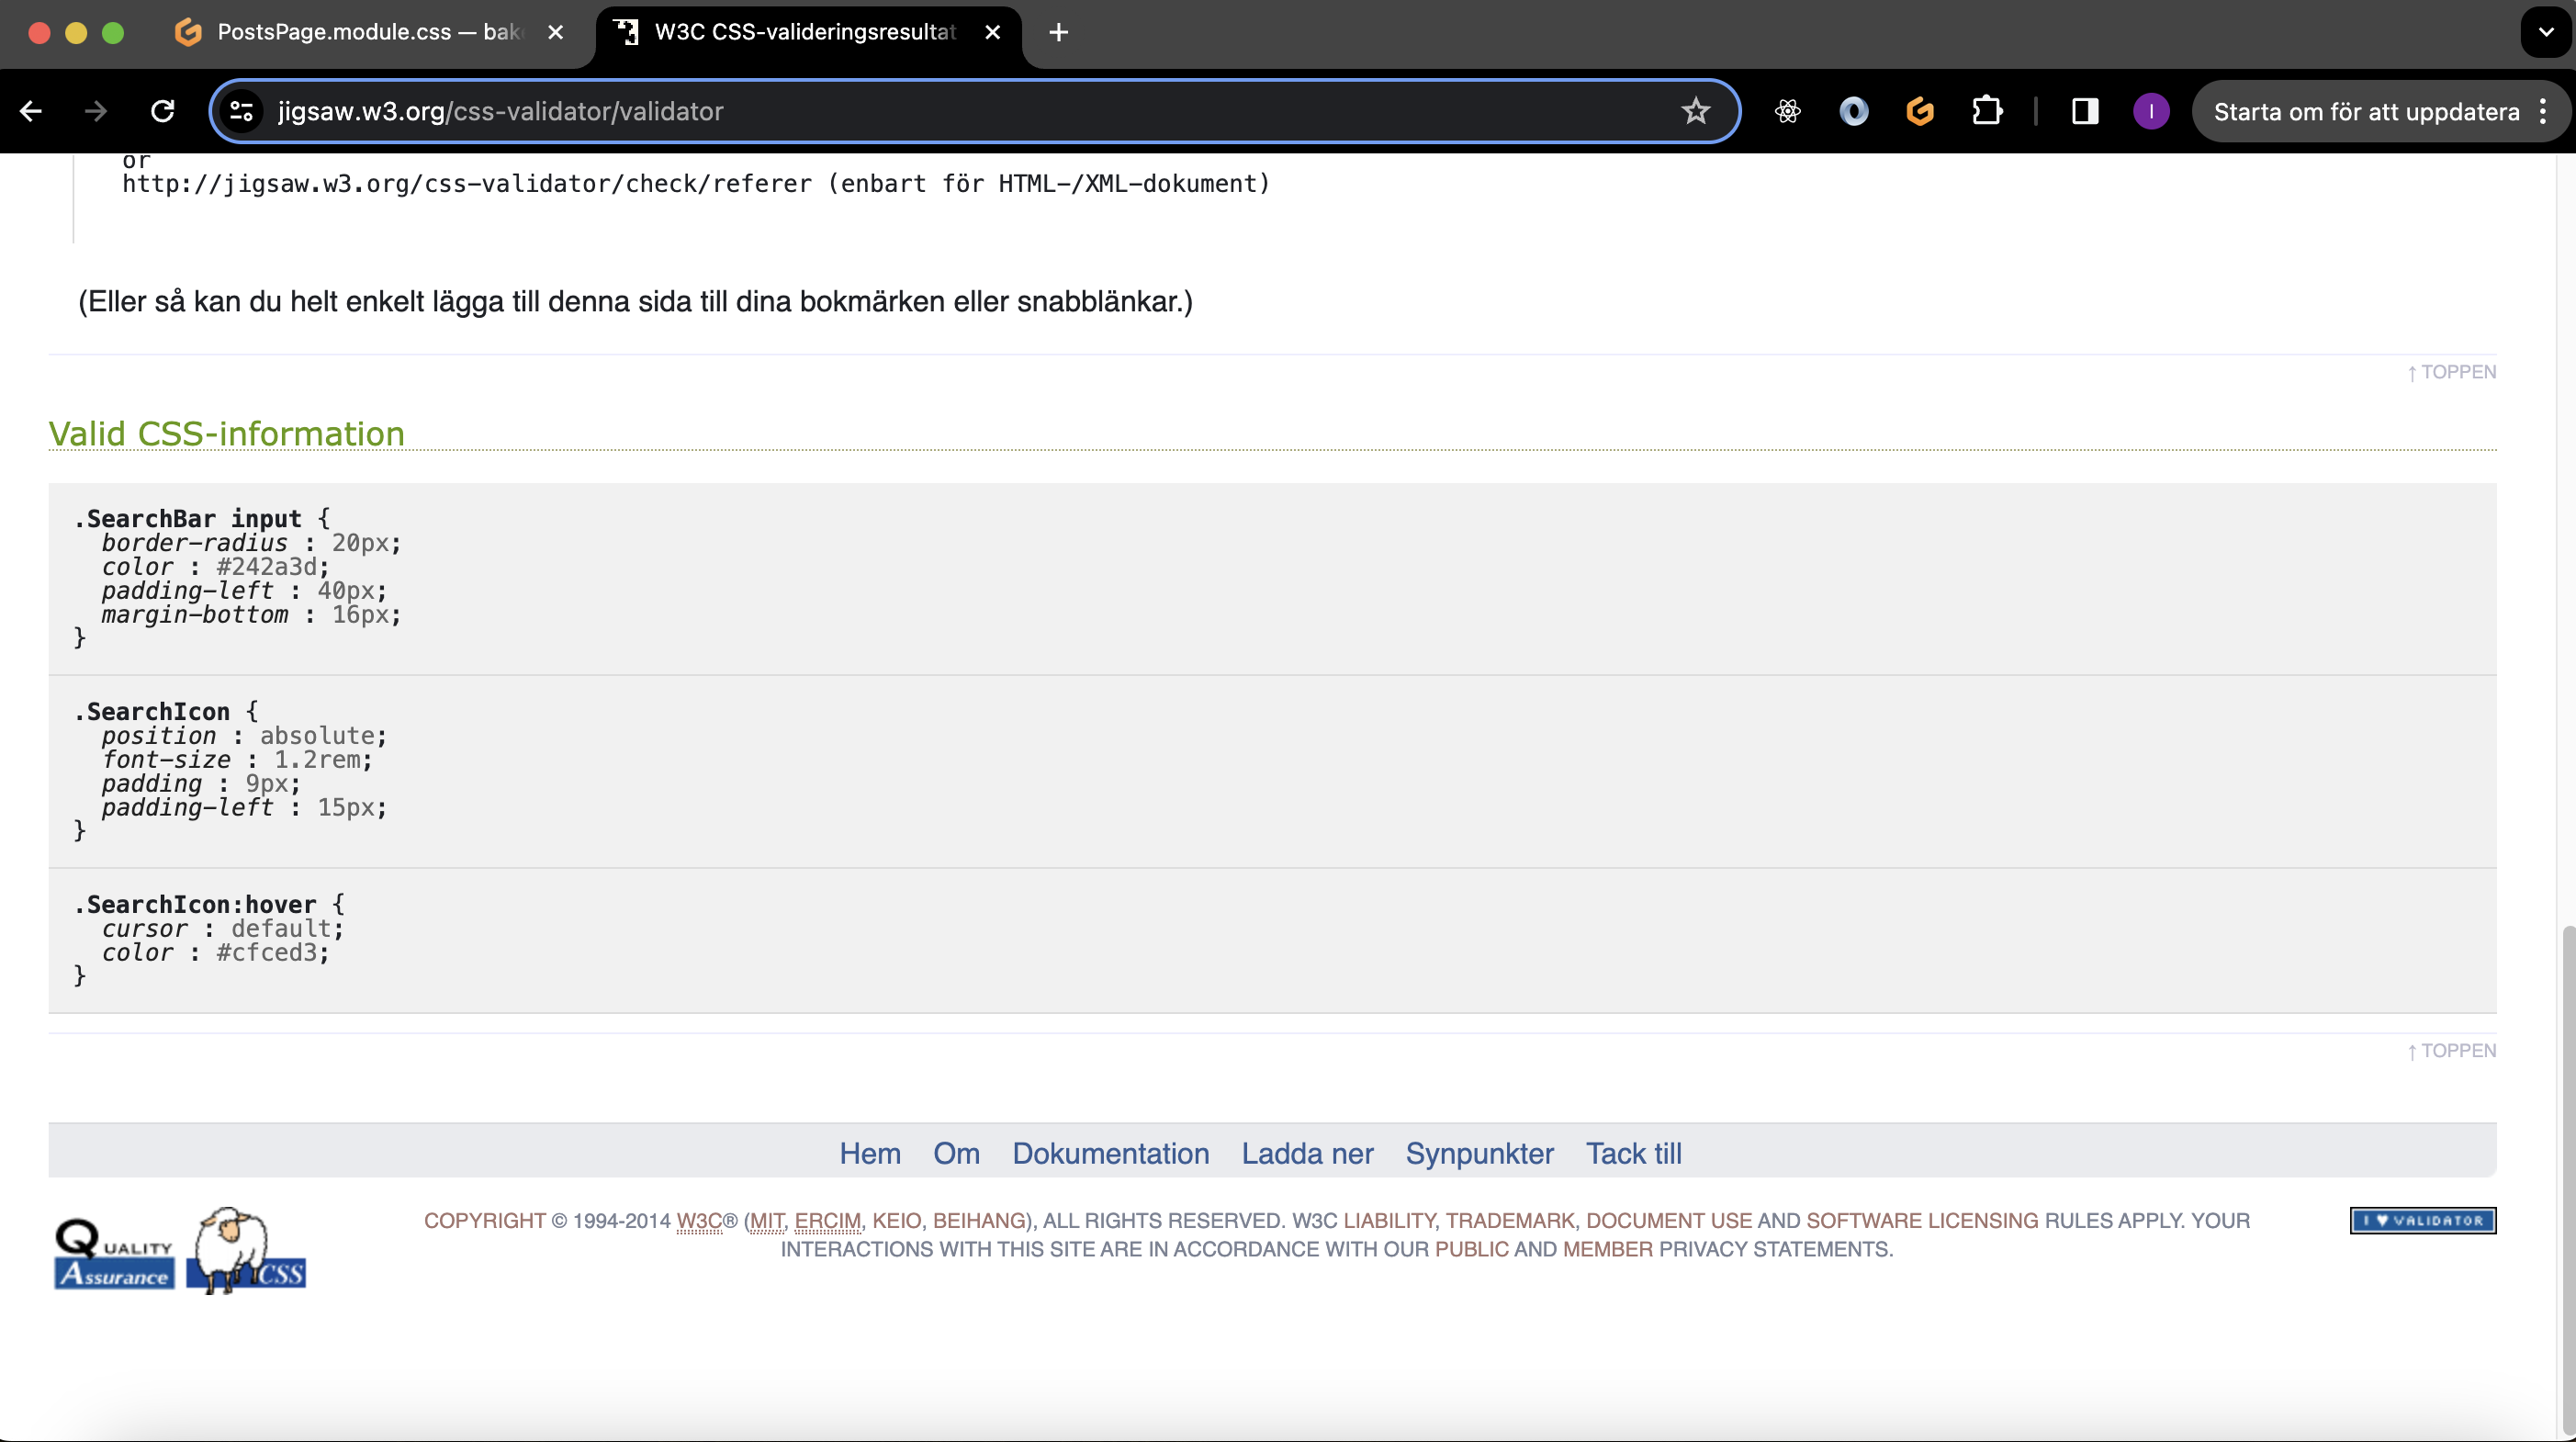 PostsPage.module.css — bak
W3C CSS-valideringsresultat
jigsaw.w3.org/css-validator/validator
I
Starta om för att uppdatera
or
http://jigsaw.w3.org/css-validator/check/referer (enbart för HTML-/XML-dokument)
(Eller så kan du helt enkelt lägga till denna sida till dina bokmärken eller snabblänkar.)
↑ TOPPEN
Valid CSS-information
.SearchBar input {
border-radius : 20px;
color : #242a3d;
padding-left : 40px;
margin-bottom : 16px;
}
.SearchIcon {
position : absolute;
font-size : 1.2rem;
padding : 9px;
padding-left : 15px;
}
.SearchIcon:hover {
cursor : default;
color : #cfced3;
}
↑ TOPPEN
Hem Om Dokumentation Ladda ner Synpunkter Tack till
QUALITY
Assurance
CSS
COPYRIGHT © 1994-2014 W3C® (MIT, ERCIM, KEIO, BEIHANG), ALL RIGHTS RESERVED. W3C LIABILITY, TRADEMARK, DOCUMENT USE AND SOFTWARE LICENSING RULES APPLY. YOUR
INTERACTIONS WITH THIS SITE ARE IN ACCORDANCE WITH OUR PUBLIC AND MEMBER PRIVACY STATEMENTS.
I ♥ VALIDATOR